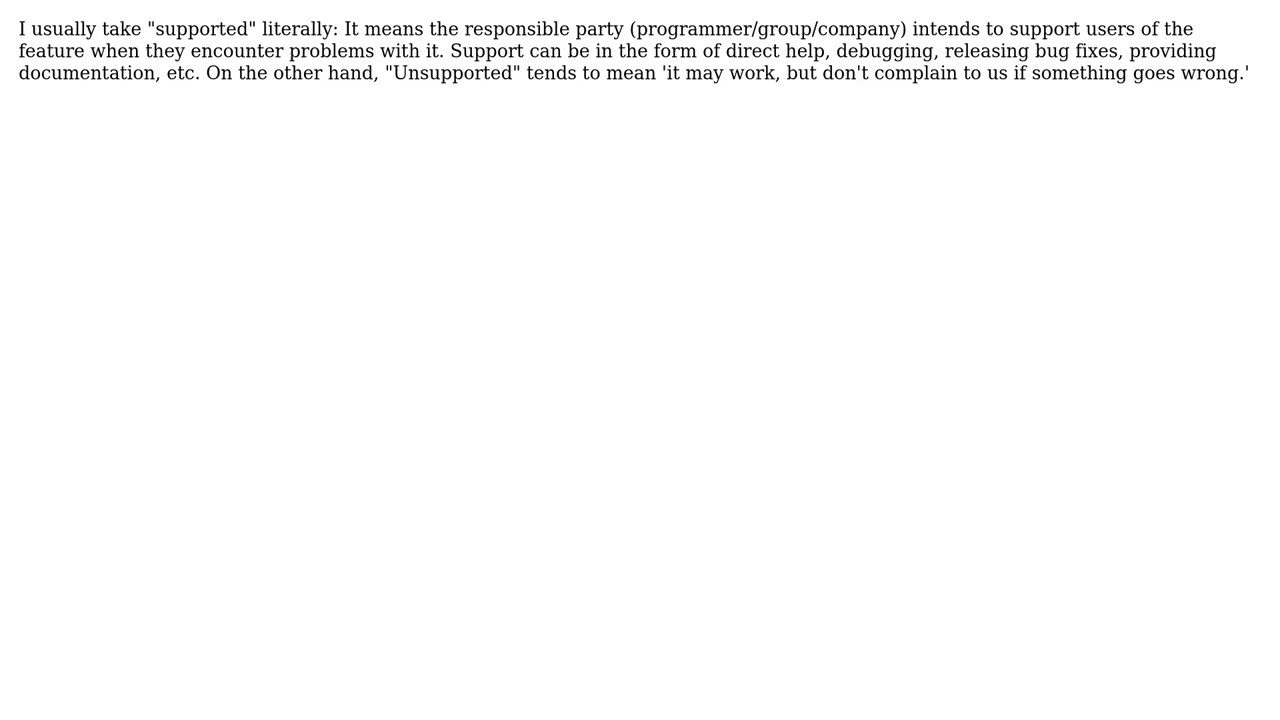 I usually take "supported" literally: It means the responsible party (programmer/group/company) intends to support users of the
feature when they encounter problems with it. Support can be in the form of direct help, debugging, releasing bug fixes, providing
documentation, etc. On the other hand, "Unsupported" tends to mean 'it may work, but don't complain to us if something goes wrong.'